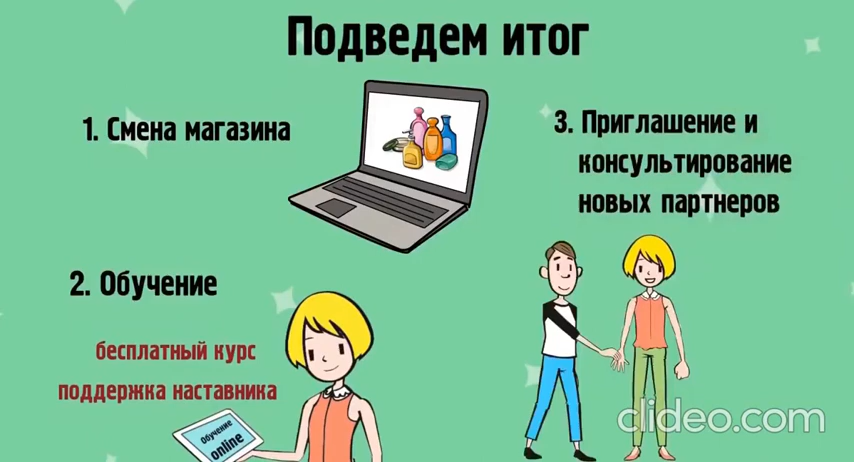 Подведем итог
1. Смена магазина
3. Приглашение и
консультирование
новых партнеров
2. Обучение
бесплатный курс
поддержка наставника
Обучение
online
clideo.com